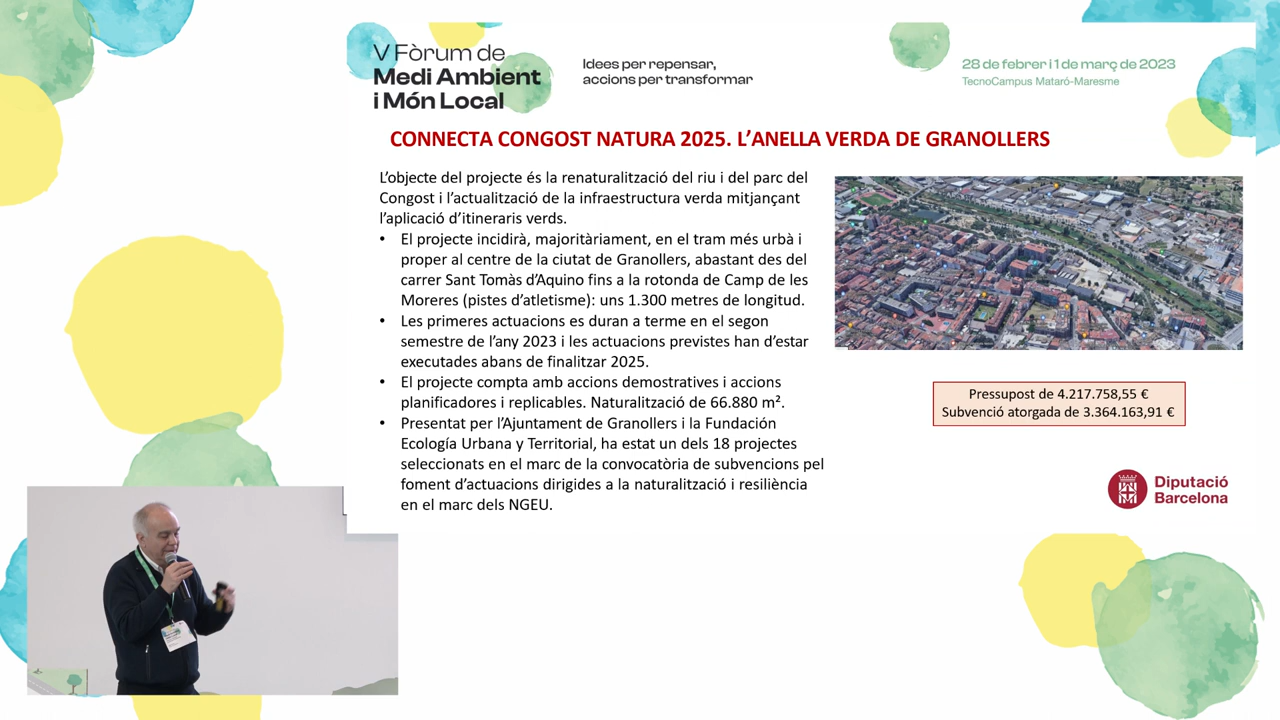 V Fòrum de
Medi Ambient
i Món Local
Idees per repensar,
accions per transformar
28 de febrer i 1 de març de 2023
TecnoCampus Mataró-Maresme
CONNECTA CONGOST NATURA 2025. L’ANELLA VERDA DE GRANOLLERS
L’objecte del projecte és la renaturalització del riu i del parc del
Congost i l’actualització de la infraestructura verda mitjançant
l’aplicació d’itineraris verds.
• El projecte incidirà, majoritàriament, en el tram més urbà i
proper al centre de la ciutat de Granollers, abastant des del
carrer Sant Tomàs d’Aquino fins a la rotonda de Camp de les
Moreres (pistes d’atletisme): uns 1.300 metres de longitud.
• Les primeres actuacions es duran a terme en el segon
semestre de l’any 2023 i les actuacions previstes han d’estar
executades abans de finalitzar 2025.
• El projecte compta amb accions demostratives i accions
planificadores i replicables. Naturalització de 66.880 m².
• Presentat per l’Ajuntament de Granollers i la Fundación
Ecología Urbana y Territorial, ha estat un dels 18 projectes
seleccionats en el marc de la convocatòria de subvencions pel
foment d’actuacions dirigides a la naturalització i resiliència
en el marc dels NGEU.
Pressupost de 4.217.758,55 €
Subvenció atorgada de 3.364.163,91 €
Diputació
Barcelona